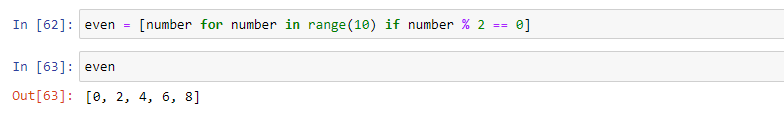 In [62]: even = [number for number in range(10) if number % 2 == 0]
In [63]: even
Out[63]: [0, 2, 4, 6, 8]